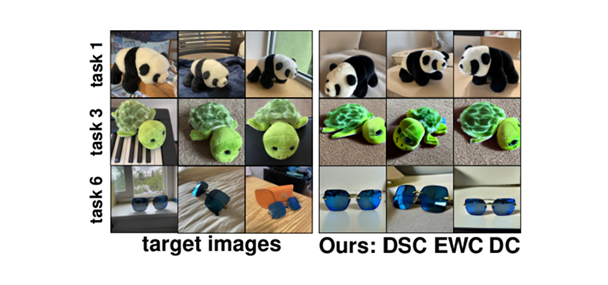 task 1
task 3
task 6
target images
Ours: DSC EWC DC